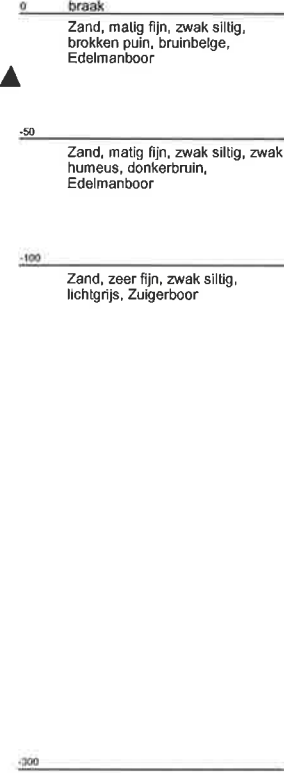 0 braak
Zand, matig fijn, zwak siltig,
brokken puin, bruinbeige,
Edelmanboor
-50
Zand, matig fijn, zwak siltig, zwak
humeus, donkerbruin,
Edelmanboor
-100
Zand, zeer fijn, zwak siltig,
lichtgrijs, Zuigerboor
-300